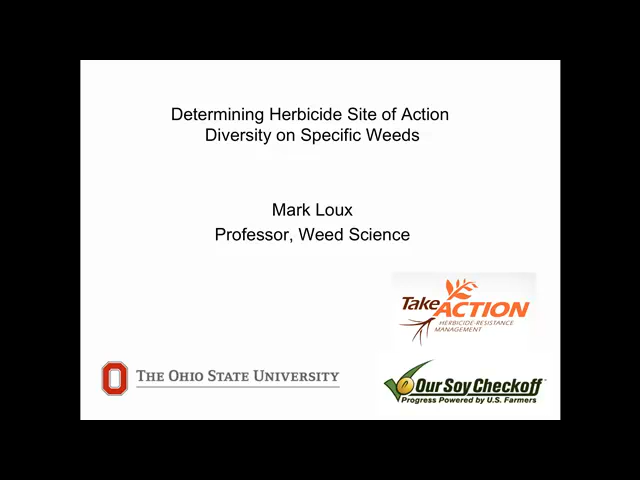 Determining Herbicide Site of Action
Diversity on Specific Weeds
Mark Loux
Professor, Weed Science
Take ACTION
HERBICIDE-RESISTANCE
MANAGEMENT
THE OHIO STATE UNIVERSITY
Our Soy Checkoff
Progress Powered by U.S. Farmers